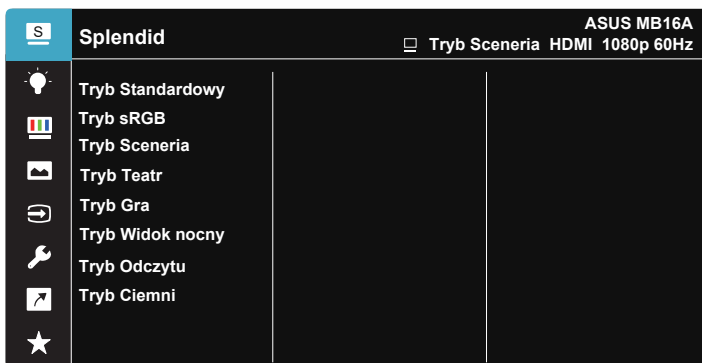 S
Splendid
ASUS MB16A
Tryb Sceneria HDMI 1080p 60Hz
Tryb Standardowy
Tryb sRGB
Tryb Sceneria
Tryb Teatr
Tryb Gra
Tryb Widok nocny
Tryb Odczytu
Tryb Ciemni